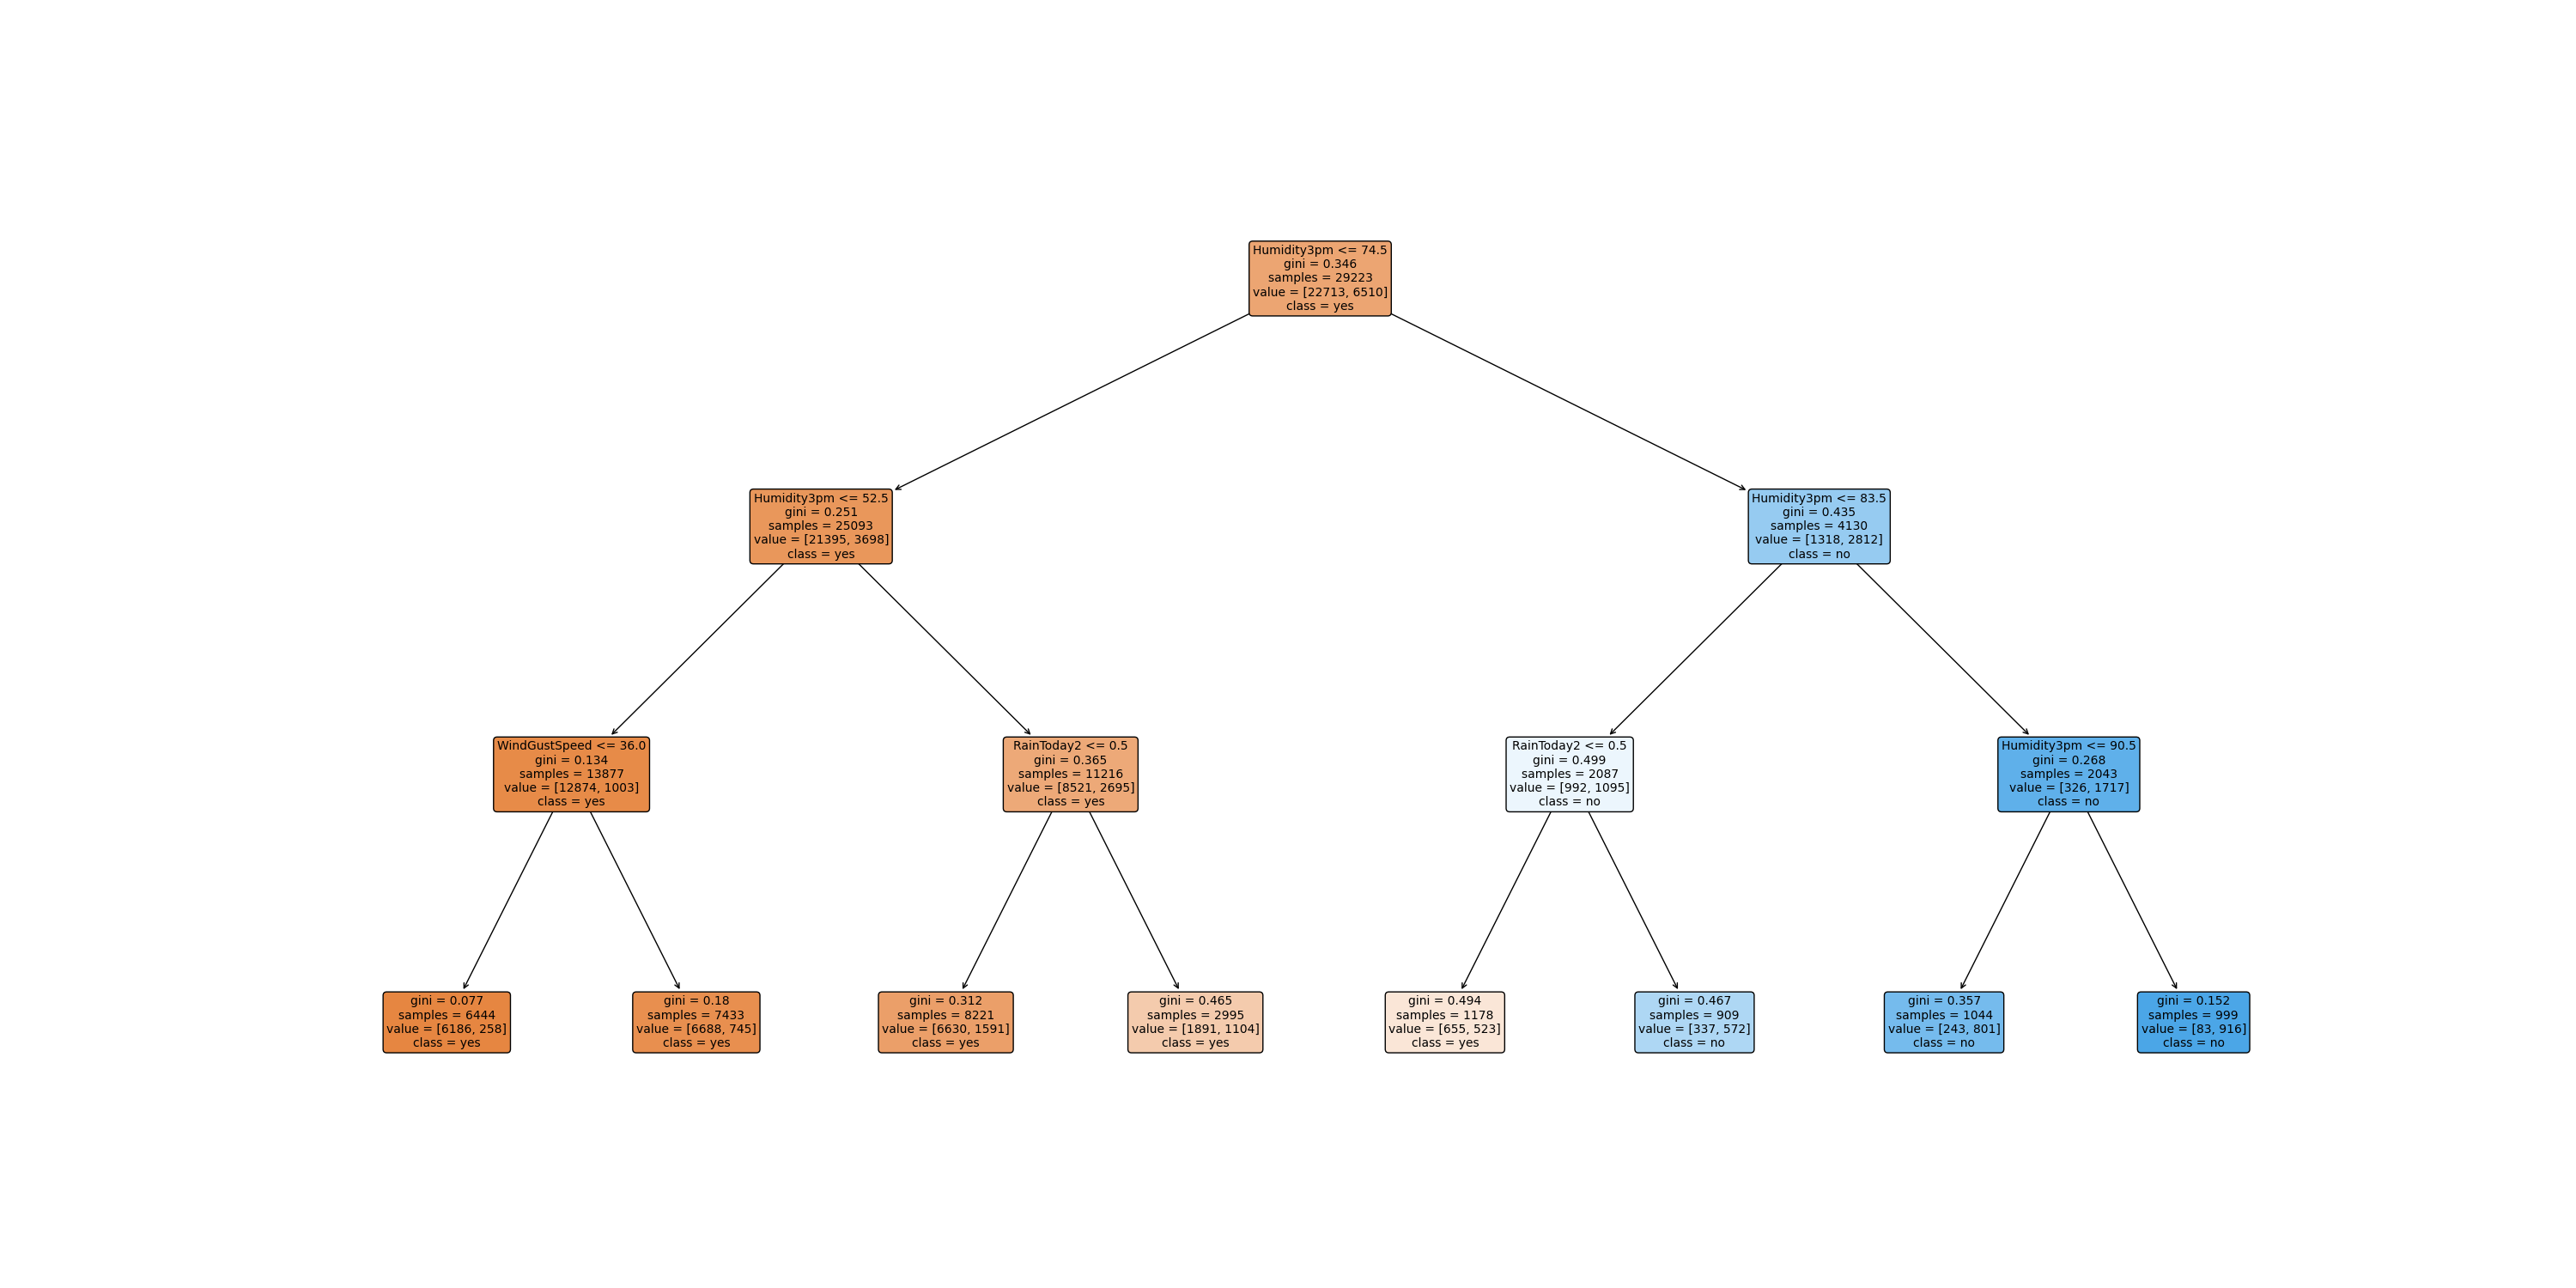 Humidity3pm <= 74.5
gini = 0.346
samples = 29223
value = [22713, 6510]
class = yes
Humidity3pm <= 52.5
gini = 0.251
samples = 25093
value = [21395, 3698]
class = yes
Humidity3pm <= 83.5
gini = 0.435
samples = 4130
value = [1318, 2812]
class = no
WindGustSpeed <= 36.0
gini = 0.134
samples = 13877
value = [12874, 1003]
class = yes
RainToday2 <= 0.5
gini = 0.365
samples = 11216
value = [8521, 2695]
class = yes
RainToday2 <= 0.5
gini = 0.499
samples = 2087
value = [992, 1095]
class = no
Humidity3pm <= 90.5
gini = 0.268
samples = 2043
value = [326, 1717]
class = no
gini = 0.077
samples = 6444
value = [6186, 258]
class = yes
gini = 0.18
samples = 7433
value = [6688, 745]
class = yes
gini = 0.312
samples = 8221
value = [6630, 1591]
class = yes
gini = 0.465
samples = 2995
value = [1891, 1104]
class = yes
gini = 0.494
samples = 1178
value = [655, 523]
class = yes
gini = 0.467
samples = 909
value = [337, 572]
class = no
gini = 0.357
samples = 1044
value = [243, 801]
class = no
gini = 0.152
samples = 999
value = [83, 916]
class = no